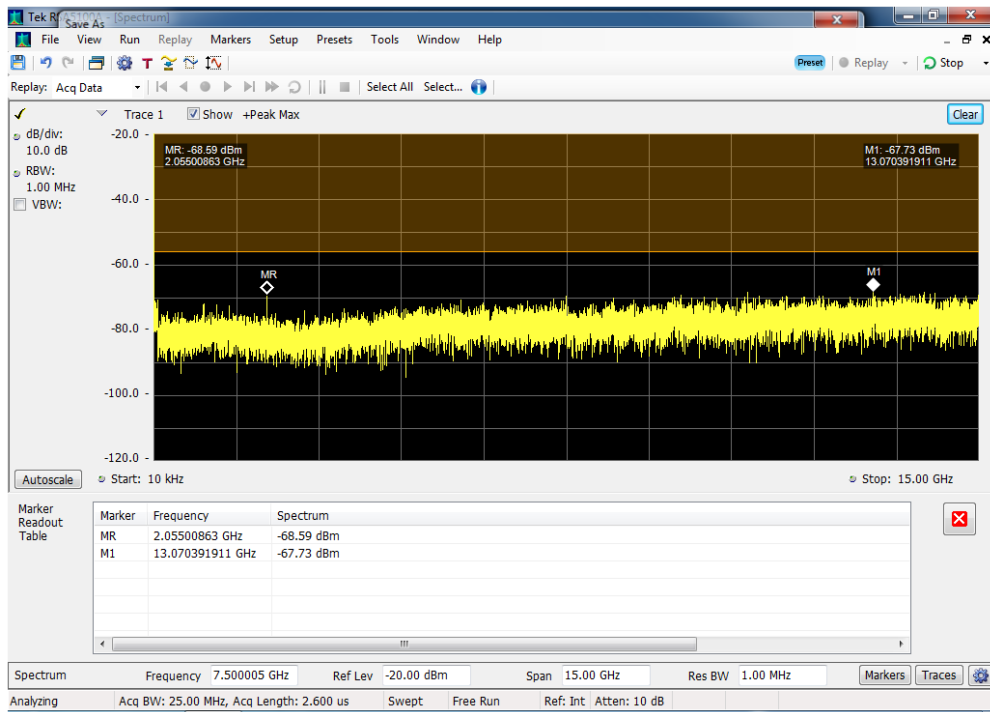 Tek RSA5100A - [Spectrum]
Save As
File View Run Replay Markers Setup Presets Tools Window Help
T
Preset Replay Stop
Replay: Acq Data Select All Select...
Trace 1 Show +Peak Max Clear
dB/div:
10.0 dB
RBW:
1.00 MHz
VBW:
-20.0
-40.0
-60.0
-80.0
-100.0
-120.0
MR: -68.59 dBm
2.05500863 GHz
M1: -67.73 dBm
13.070391911 GHz
MR
M1
Autoscale Start: 10 kHz Stop: 15.00 GHz
Marker
Readout
Table
Marker Frequency Spectrum
MR 2.05500863 GHz -68.59 dBm
M1 13.070391911 GHz -67.73 dBm
Spectrum Frequency 7.500005 GHz Ref Lev -20.00 dBm Span 15.00 GHz Res BW 1.00 MHz Markers Traces
Analyzing Acq BW: 25.00 MHz, Acq Length: 2.600 us Swept Free Run Ref: Int Atten: 10 dB